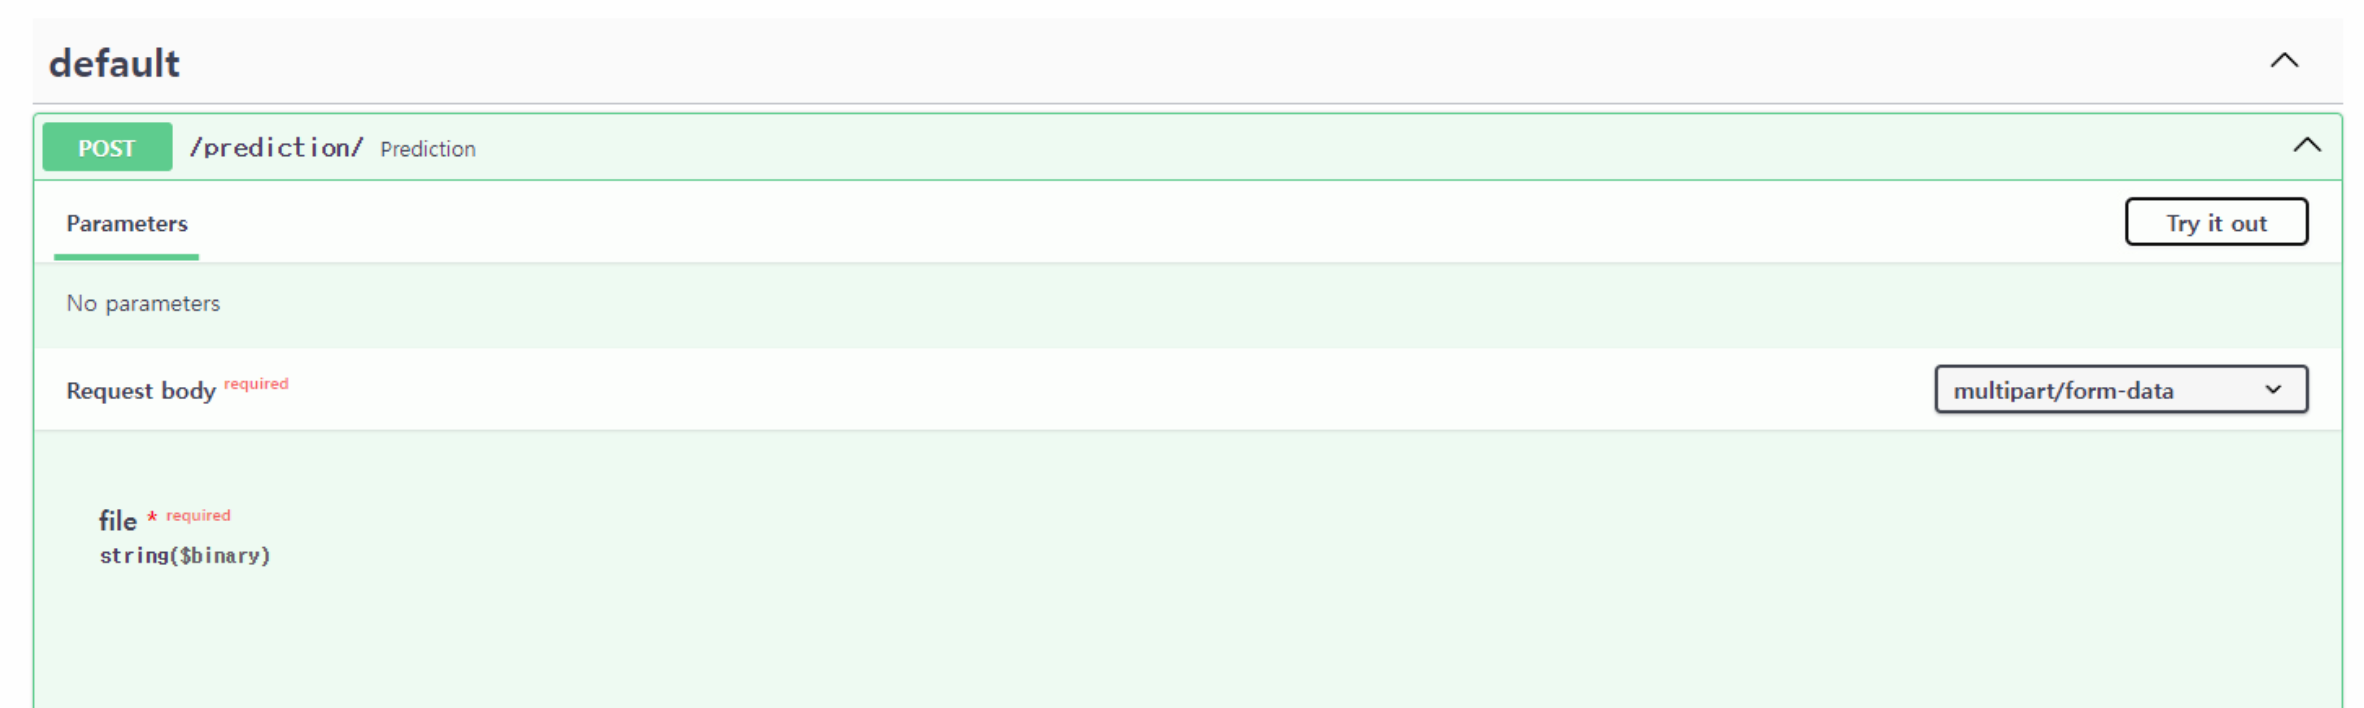 default
POST /prediction/ Prediction
Parameters
Try it out
No parameters
Request body required
multipart/form-data
file * required
string($binary)